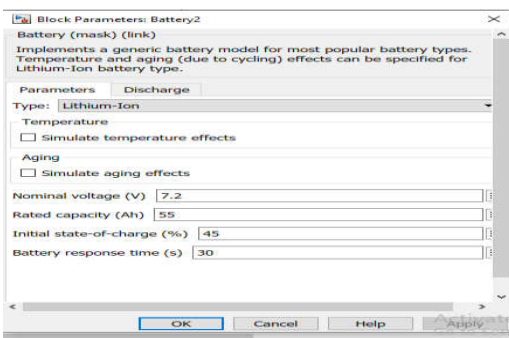 Block Parameters: Battery2
Battery (mask) (link)
Implements a generic battery model for most popular battery types.
Temperature and aging (due to cycling) effects can be specified for
Lithium-Ion battery type.
Parameters Discharge
Type: Lithium-Ion
Temperature
Simulate temperature effects
Aging
Simulate aging effects
Nominal voltage (V) 7.2
Rated capacity (Ah) 55
Initial state-of-charge (%) 45
Battery response time (s) 30
OK Cancel Help Apply